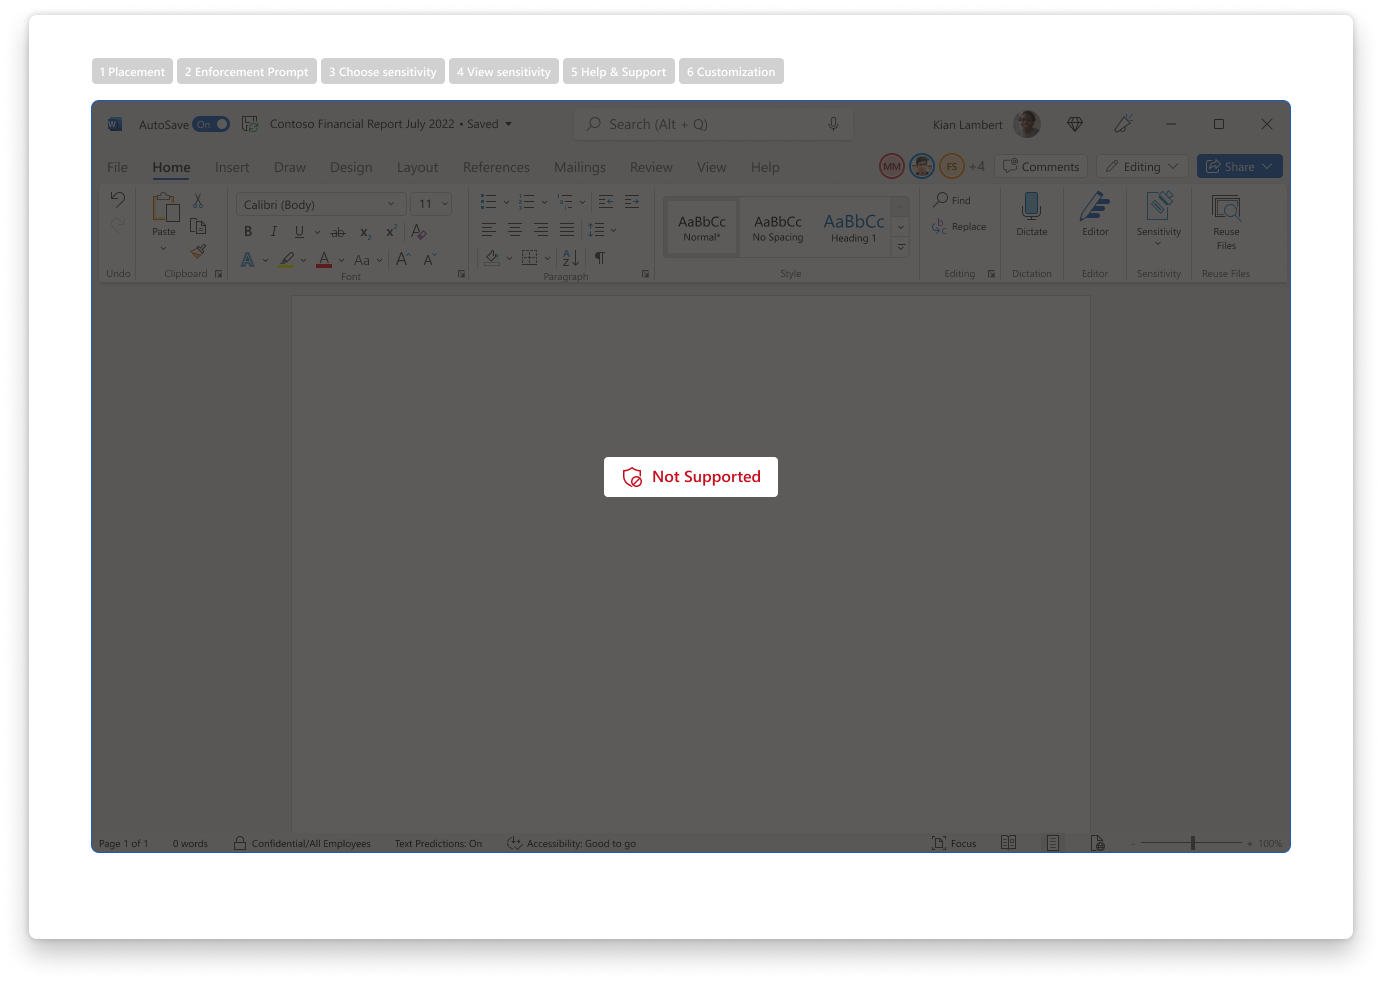 1 Placement 2 Enforcement Prompt 3 Choose sensitivity 4 View sensitivity 5 Help & Support 6 Customization
W AutoSave On Contoso Financial Report July 2022 • Saved Search (Alt + Q) Kian Lambert
File Home Insert Draw Design Layout References Mailings Review View Help MM FS +4 Comments Editing Share
Paste
Undo Clipboard
Calibri (Body) 11
B I U ab x₂ x²
A A Aa A A
Font
Paragraph
AaBbCc AaBbCc AaBbCc
Normal* No Spacing Heading 1
Style
Find
Replace
Editing
Dictate
Dictation
Editor
Editor
Sensitivity
Sensitivity
Reuse
Files
Reuse Files
Not Supported
Page 1 of 1 0 words Confidential/All Employees Text Predictions: On Accessibility: Good to go Focus - + 100%